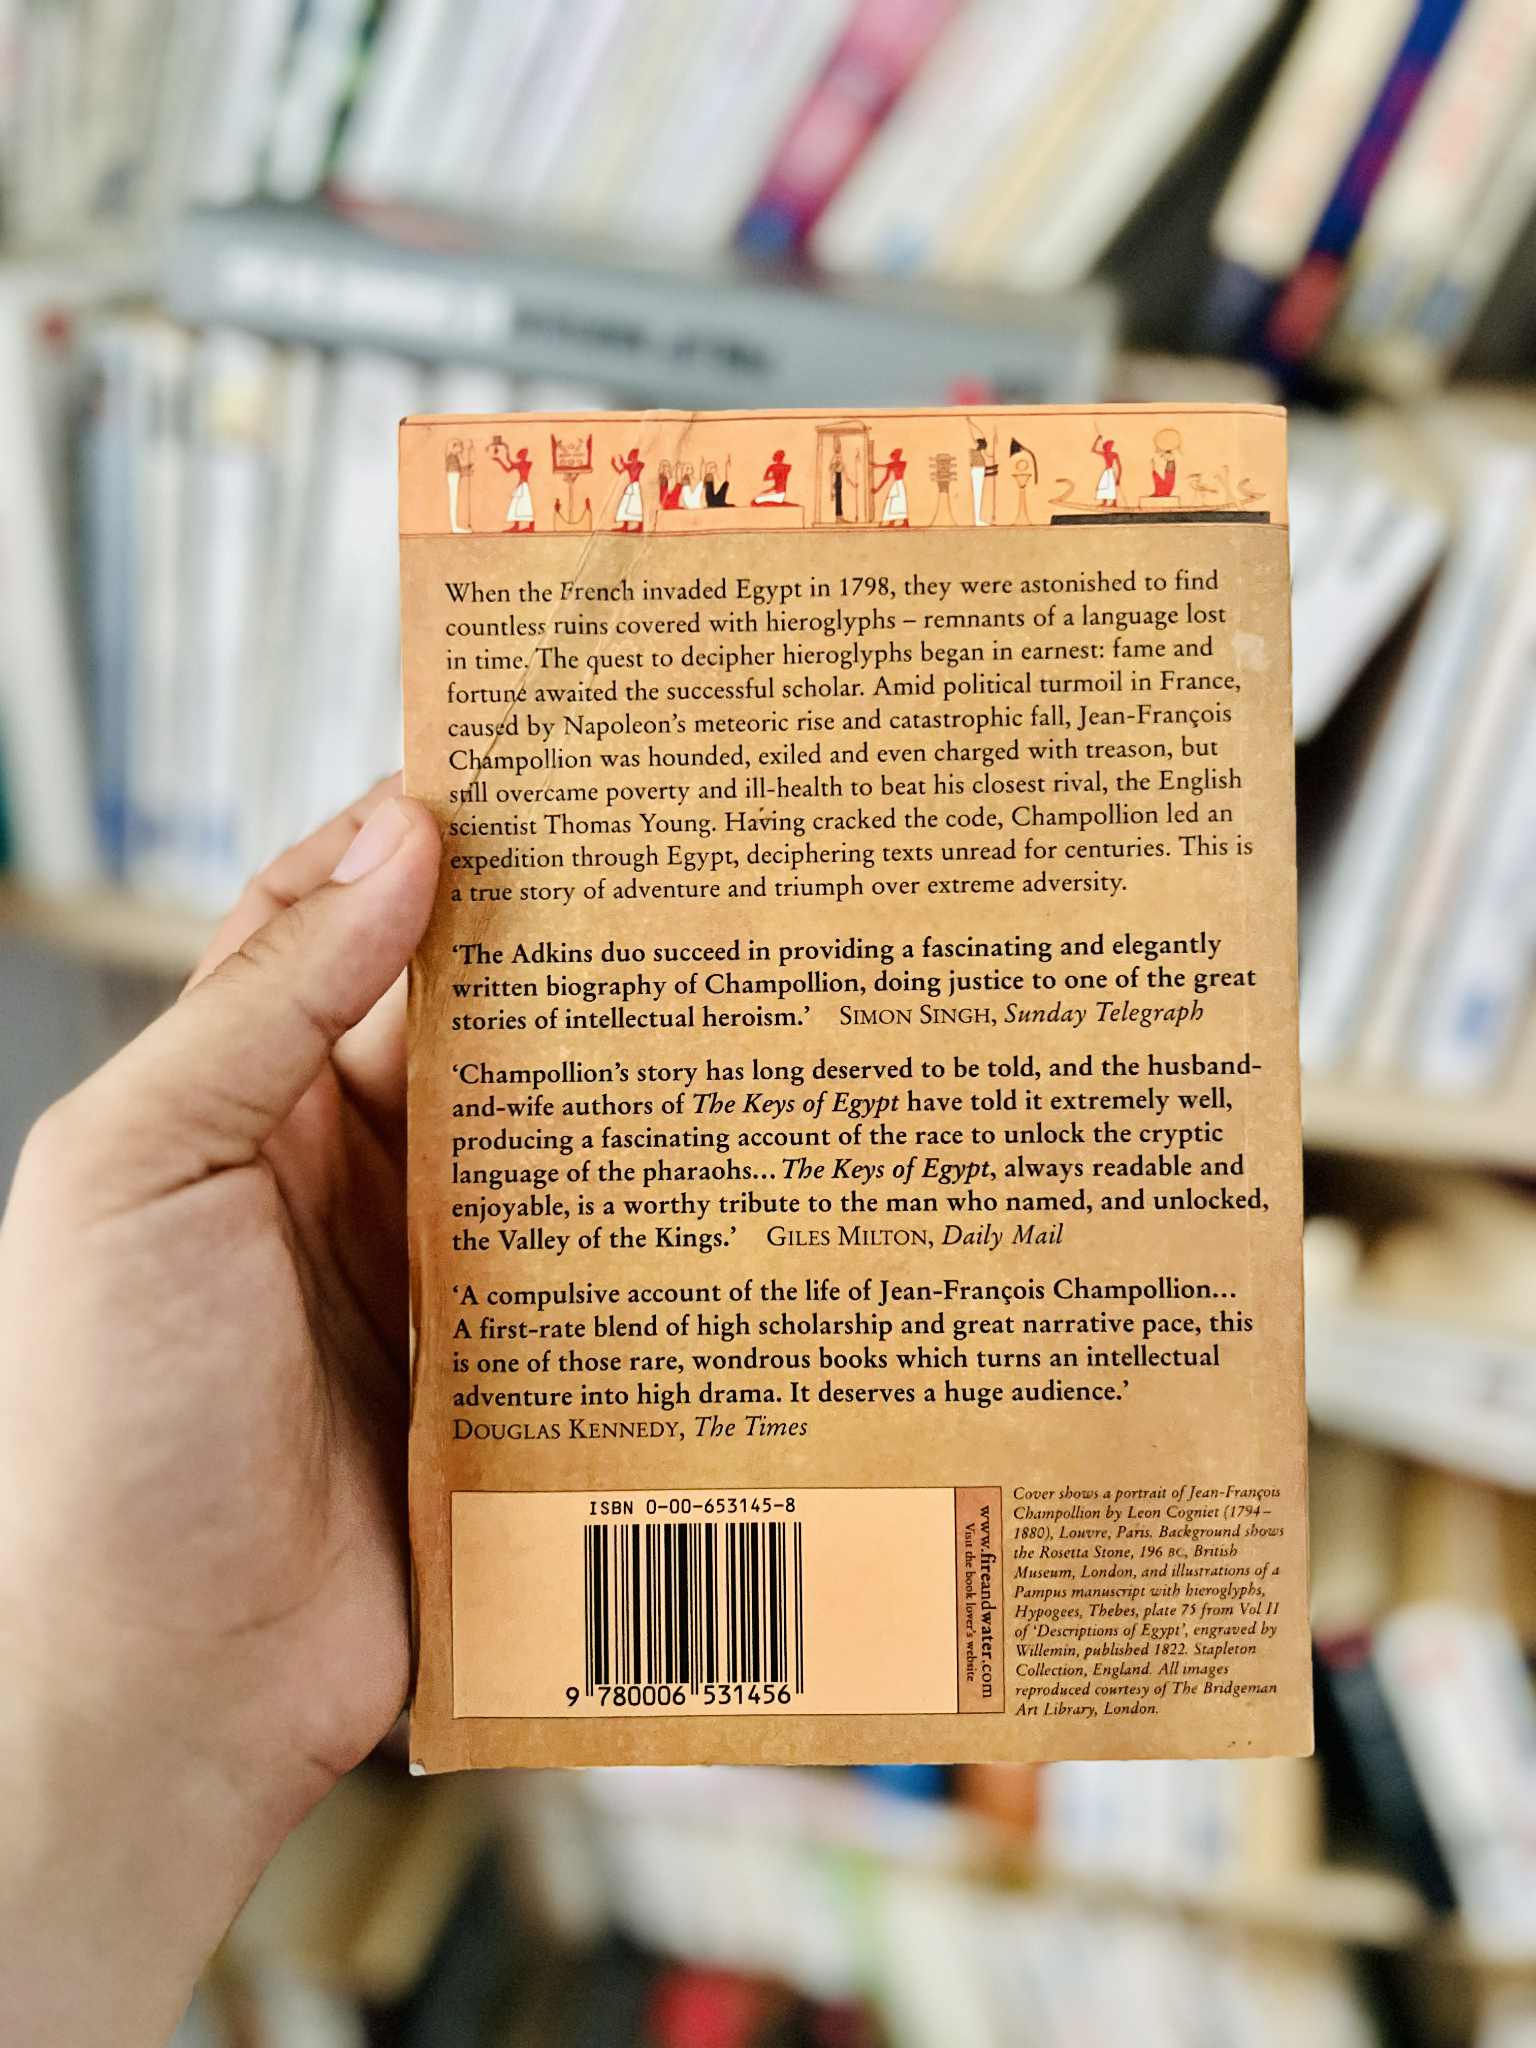 When the French invaded Egypt in 1798, they were astonished to find
countless ruins covered with hieroglyphs – remnants of a language lost
in time. The quest to decipher hieroglyphs began in earnest: fame and
fortune awaited the successful scholar. Amid political turmoil in France,
caused by Napoleon's meteoric rise and catastrophic fall, Jean-François
Champollion was hounded, exiled and even charged with treason, but
still overcame poverty and ill-health to beat his closest rival, the English
scientist Thomas Young. Having cracked the code, Champollion led an
expedition through Egypt, deciphering texts unread for centuries. This is
a true story of adventure and triumph over extreme adversity.
‘The Adkins duo succeed in providing a fascinating and elegantly
written biography of Champollion, doing justice to one of the great
stories of intellectual heroism.’ SIMON SINGH, Sunday Telegraph
‘Champollion’s story has long deserved to be told, and the husband-
and-wife authors of The Keys of Egypt have told it extremely well,
producing a fascinating account of the race to unlock the cryptic
language of the pharaohs... The Keys of Egypt, always readable and
enjoyable, is a worthy tribute to the man who named, and unlocked,
the Valley of the Kings.’ GILES MILTON, Daily Mail
‘A compulsive account of the life of Jean-François Champollion...
A first-rate blend of high scholarship and great narrative pace, this
is one of those rare, wondrous books which turns an intellectual
adventure into high drama. It deserves a huge audience.’
DOUGLAS KENNEDY, The Times
ISBN 0-00-653145-8
9 780006 531456
www.fireandwater.com
Visit the book lover's website
Cover shows a portrait of Jean-François
Champollion by Leon Cogniet (1794–
1880), Louvre, Paris. Background shows
the Rosetta Stone, 196 BC, British
Museum, London, and illustrations of a
Pampus manuscript with hieroglyphs,
Hypogees, Thebes, plate 75 from Vol II
of ‘Descriptions of Egypt’, engraved by
Willemin, published 1822. Stapleton
Collection, England. All images
reproduced courtesy of The Bridgeman
Art Library, London.